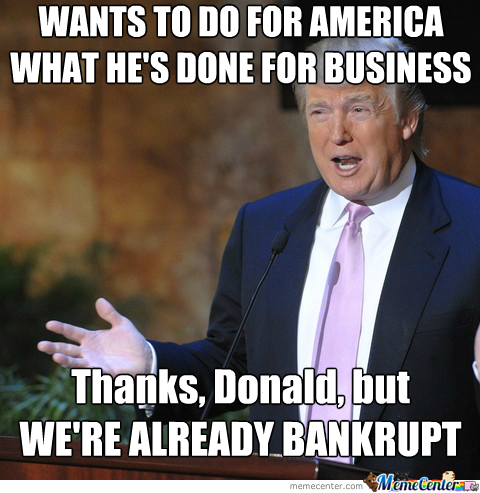 WANTS TO DO FOR AMERICA
WHAT HE'S DONE FOR BUSINESS
Thanks, Donald, but
WE'RE ALREADY BANKRUPT
memecenter.com MemeCenter